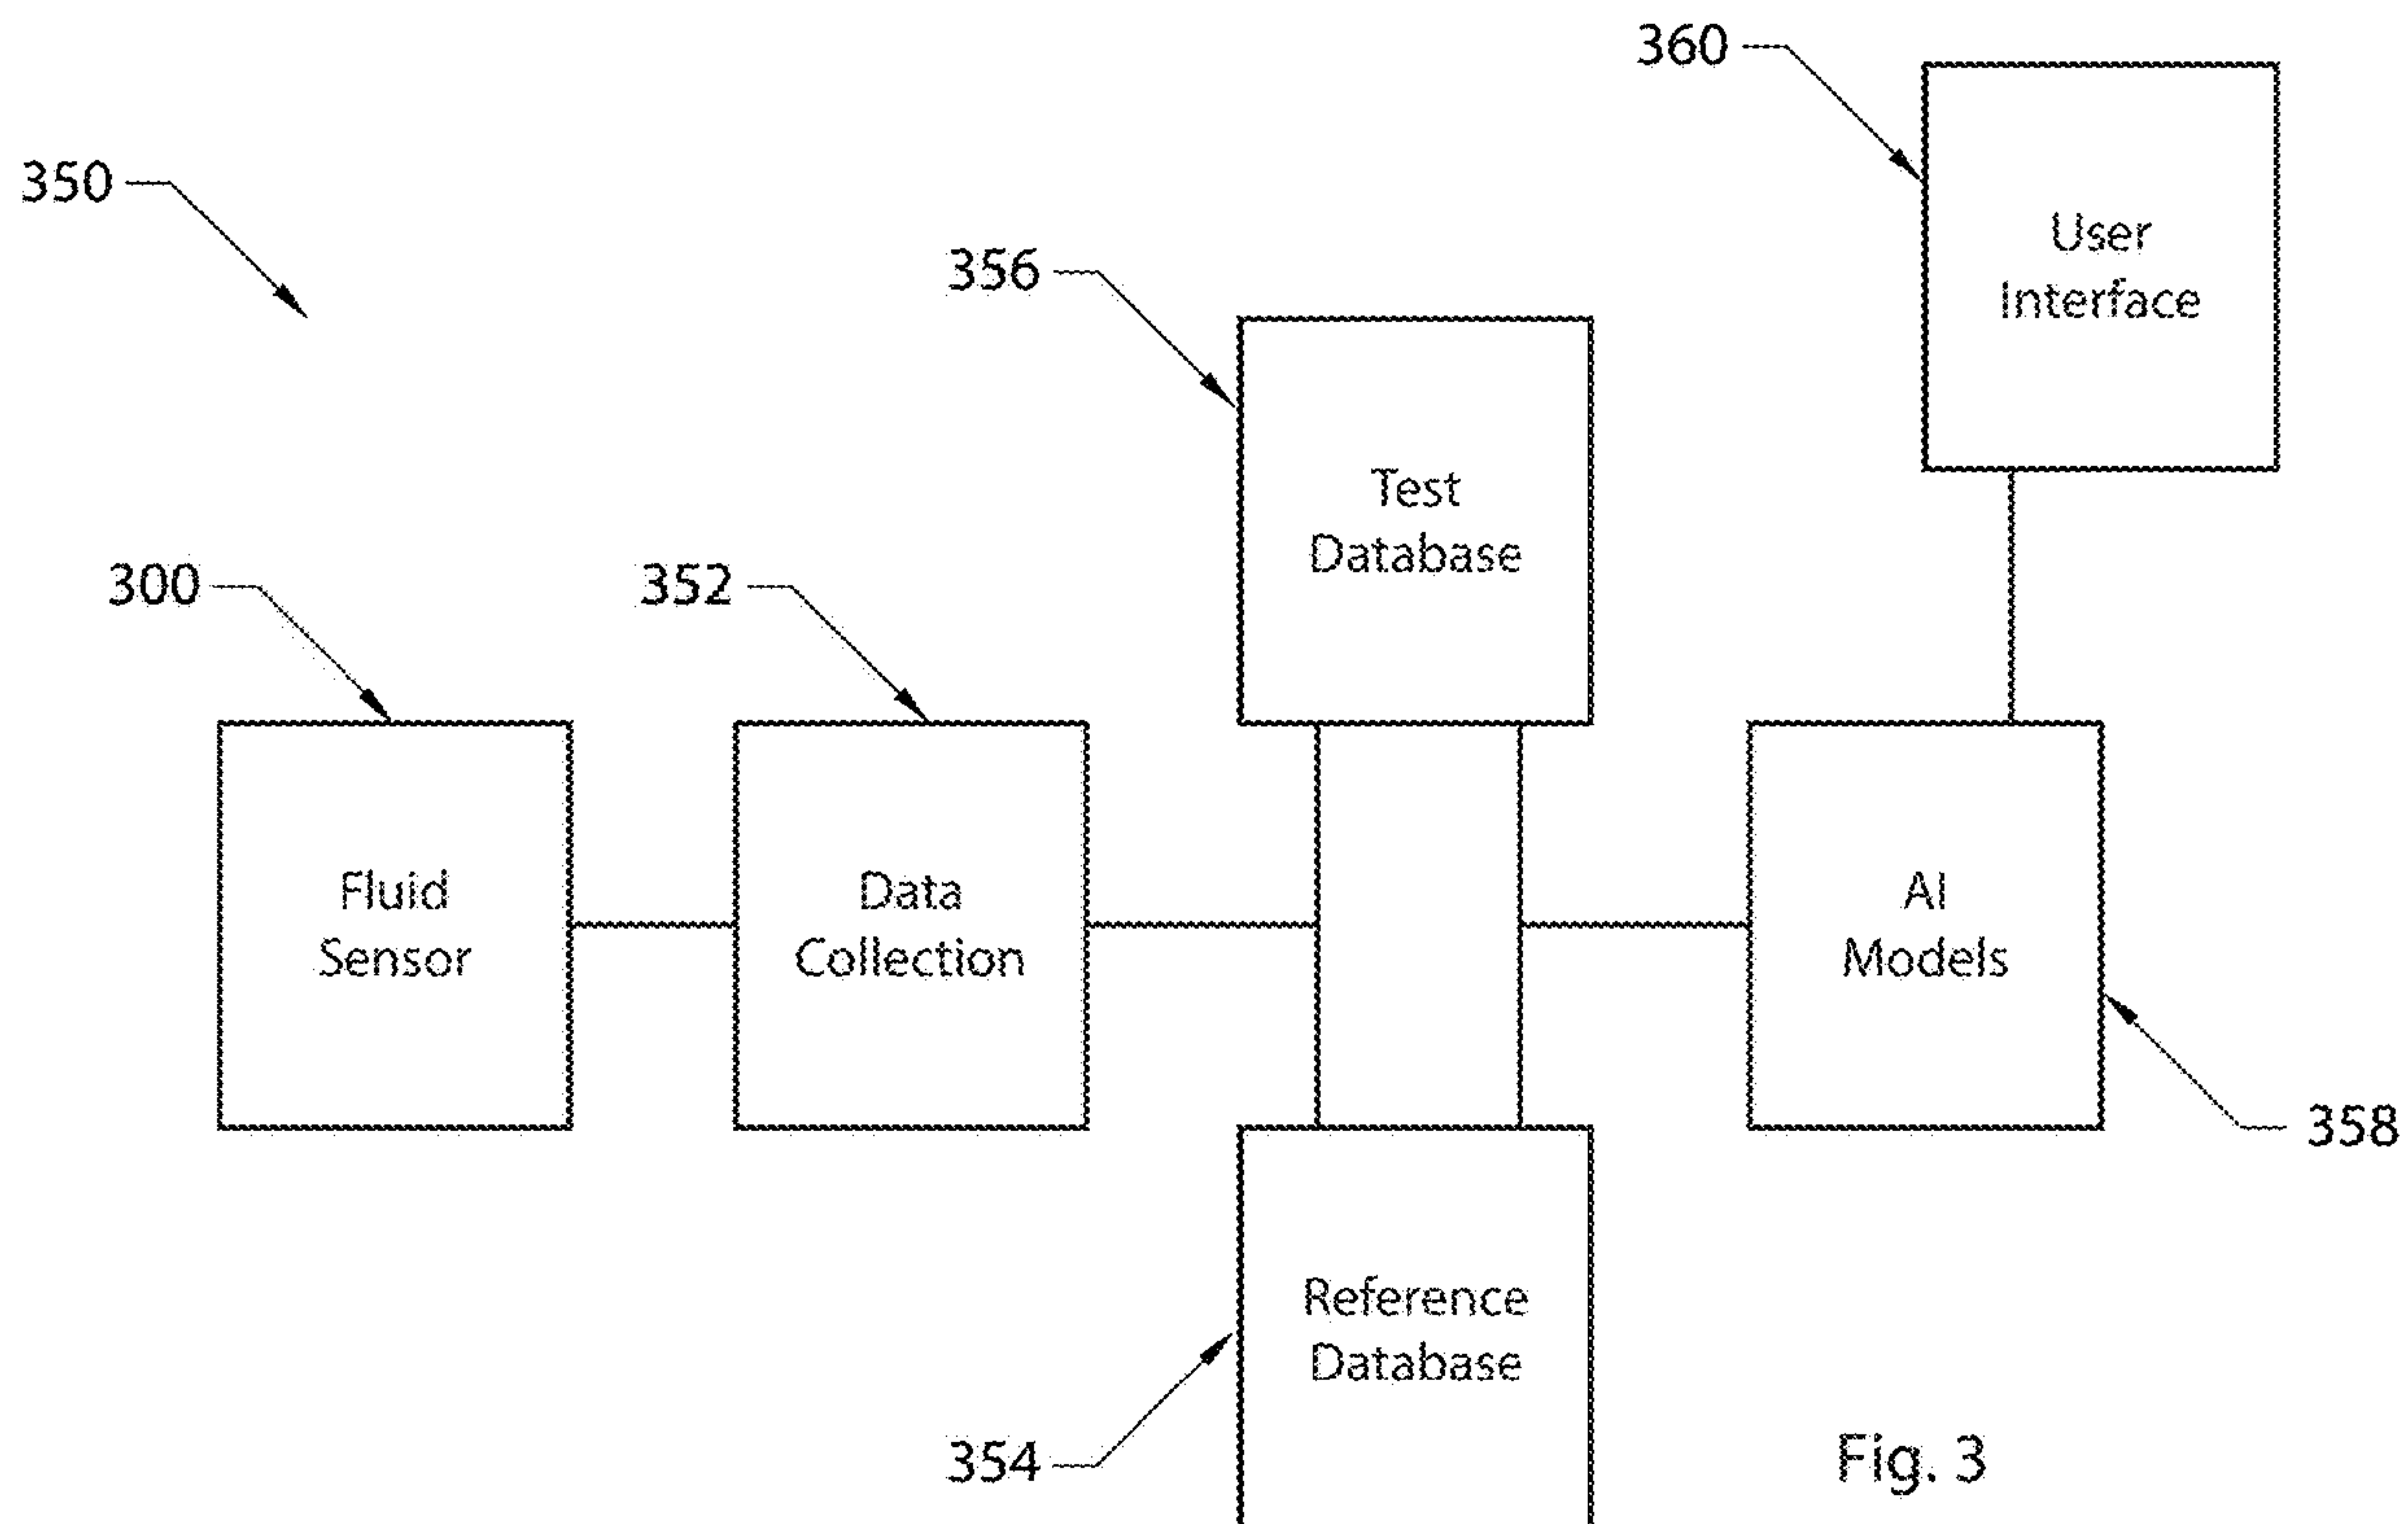 360
User
Interface
350
356
Test
Database
300
352
Fluid
Sensor
Data
Collection
AI
Models
358
Reference
Database
354
Fig. 3